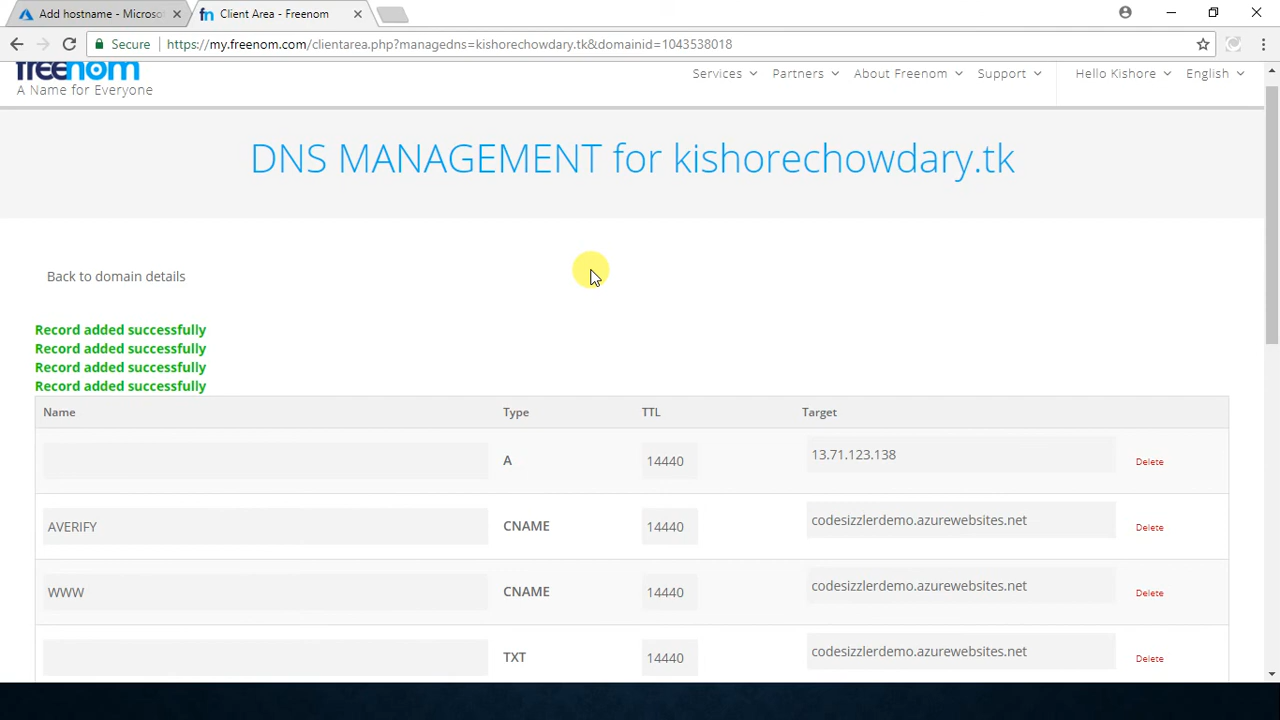 Add hostname - Microso
Client Area - Freenom
Secure
https://my.freenom.com/clientarea.php?managedns=kishorechowdary.tk&domainid=1043538018
freenom
A Name for Everyone
Services
Partners
About Freenom
Support
Hello Kishore
English
DNS MANAGEMENT for kishorechowdary.tk
Back to domain details
Record added successfully
Record added successfully
Record added successfully
Record added successfully
Name Type TTL Target
A 14440 13.71.123.138 Delete
AVERIFY CNAME 14440 codesizzlerdemo.azurewebsites.net Delete
WWW CNAME 14440 codesizzlerdemo.azurewebsites.net Delete
TXT 14440 codesizzlerdemo.azurewebsites.net Delete